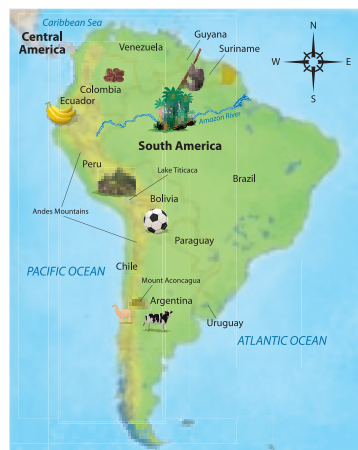 Caribbean Sea
Central
America
Venezuela
Guyana
Suriname
N
W
E
S
Colombia
Ecuador
Amazon River
South America
Peru
Lake Titicaca
Brazil
Bolivia
Andes Mountains
Paraguay
Chile
PACIFIC OCEAN
Mount Aconcagua
Argentina
Uruguay
ATLANTIC OCEAN